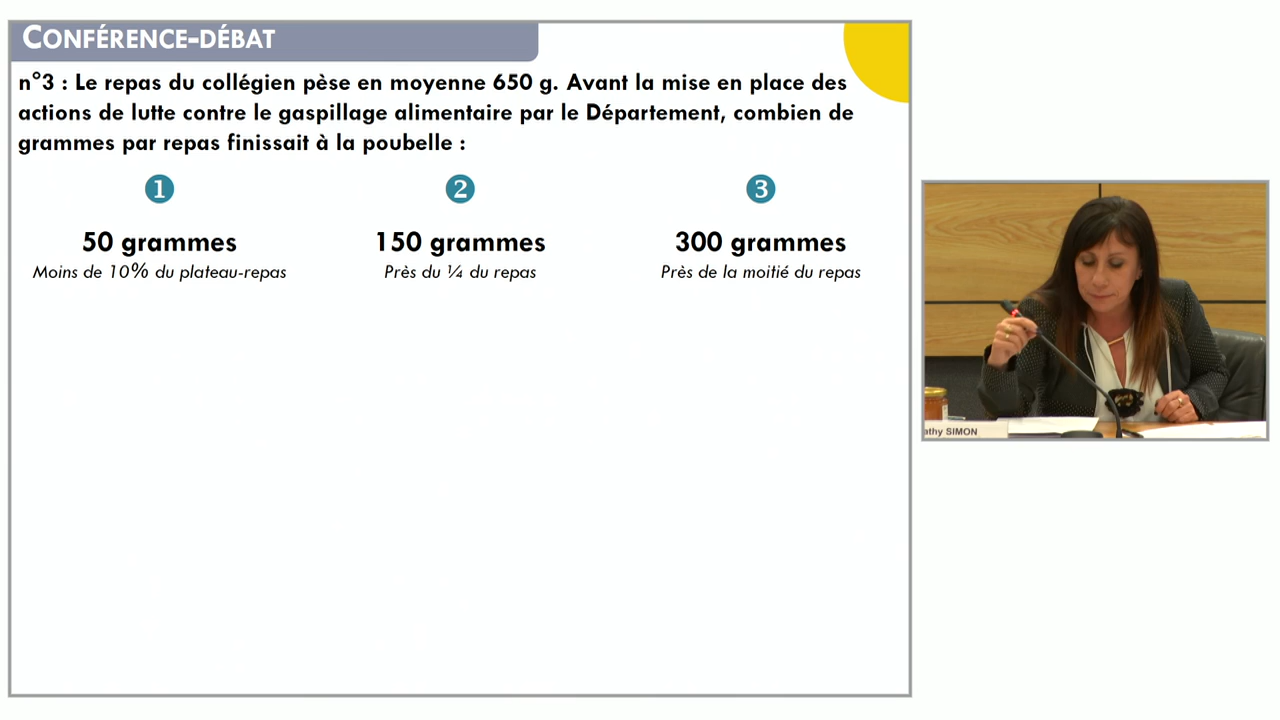 CONFÉRENCE-DÉBAT
n°3 : Le repas du collégien pèse en moyenne 650 g. Avant la mise en place des
actions de lutte contre le gaspillage alimentaire par le Département, combien de
grammes par repas finissait à la poubelle :
1
2
3
50 grammes
150 grammes
300 grammes
Moins de 10% du plateau-repas
Près du ¼ du repas
Près de la moitié du repas
athy SIMON